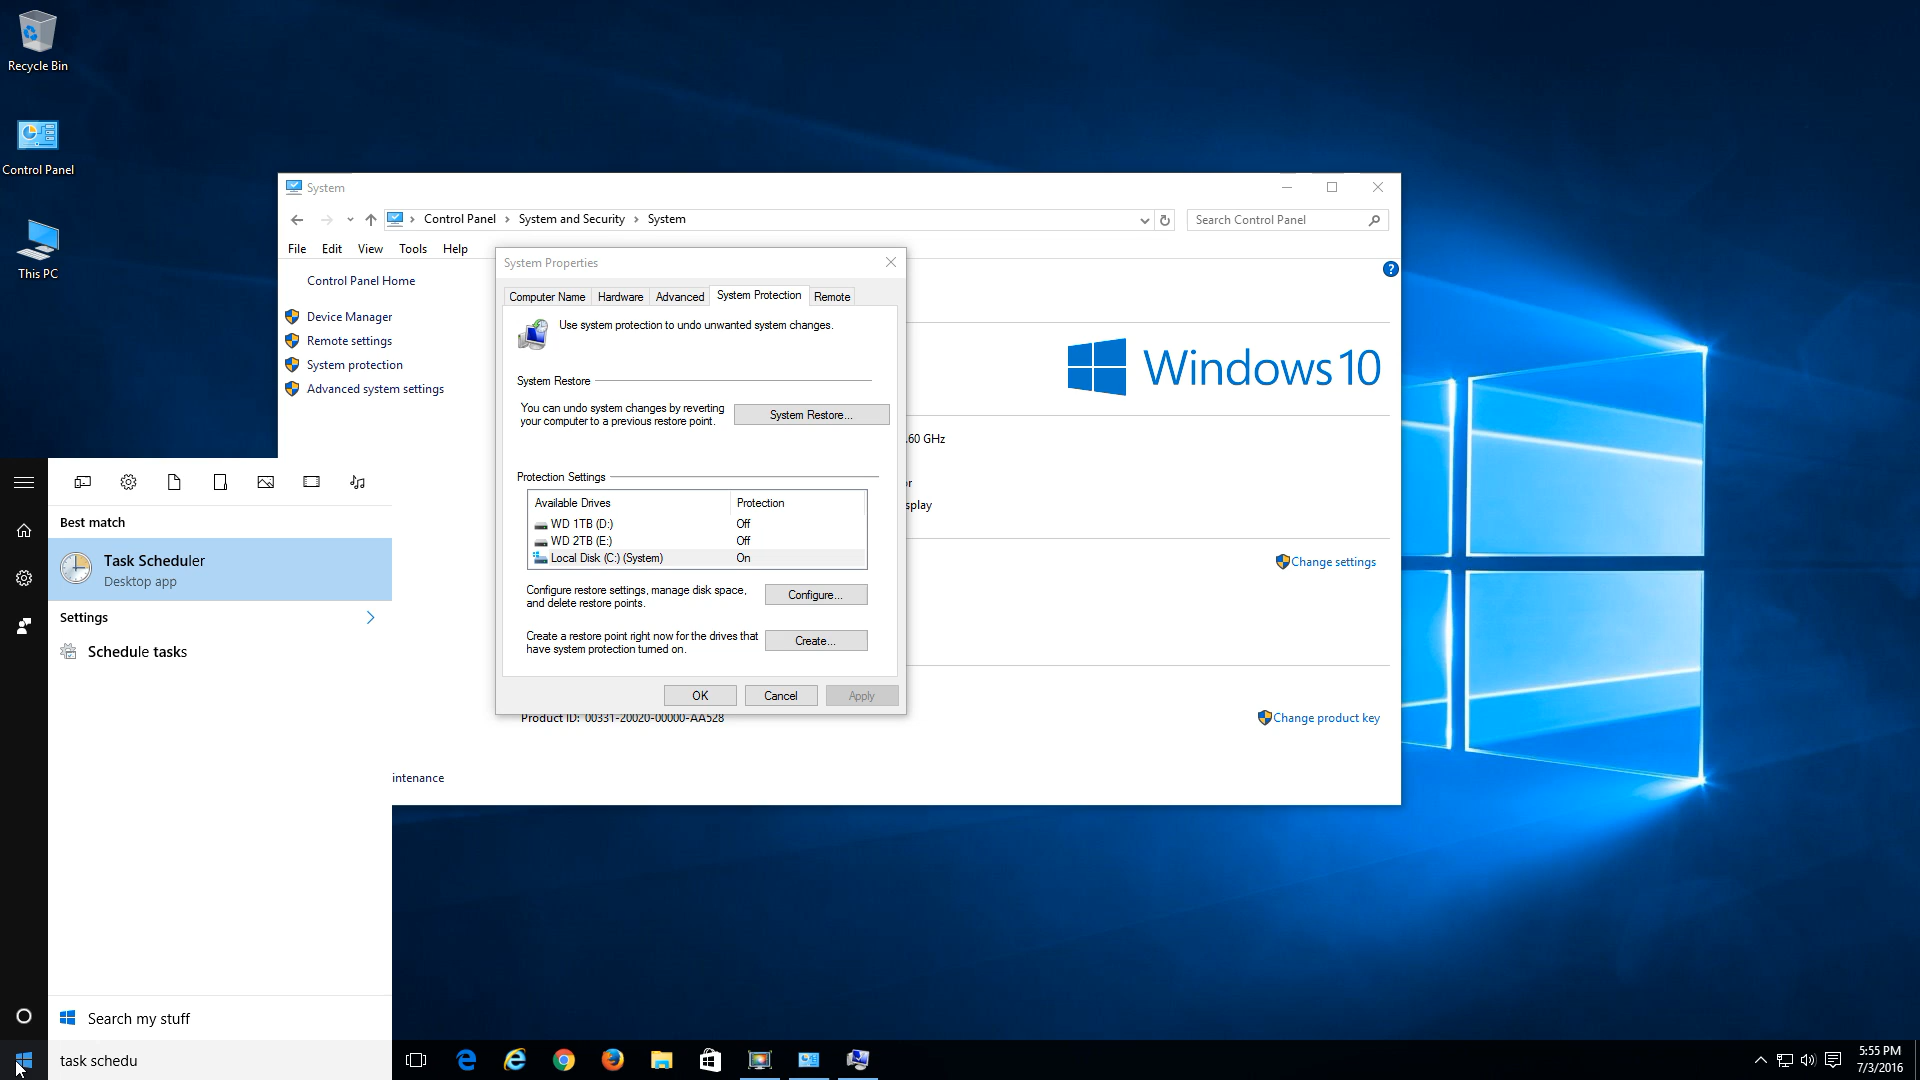 Recycle Bin
Control Panel
This PC
System
Control Panel
System and Security
System
Search Control Panel
File Edit View Tools Help
Control Panel Home
Device Manager
Remote settings
System protection
Advanced system settings
System Properties
Computer Name Hardware Advanced System Protection Remote
Use system protection to undo unwanted system changes.
System Restore
You can undo system changes by reverting
your computer to a previous restore point.
System Restore...
Protection Settings
Available Drives Protection
WD 1TB (D:) Off
WD 2TB (E:) Off
Local Disk (C:) (System) On
Configure restore settings, manage disk space,
and delete restore points.
Configure...
Create a restore point right now for the drives that
have system protection turned on.
Create...
OK Cancel Apply
Windows 10
.60 GHz
or
splay
Change settings
Product ID: 00331-20020-00000-AA528
Change product key
intenance
Best match
Task Scheduler
Desktop app
Settings
Schedule tasks
Search my stuff
task schedu
5:55 PM
7/3/2016